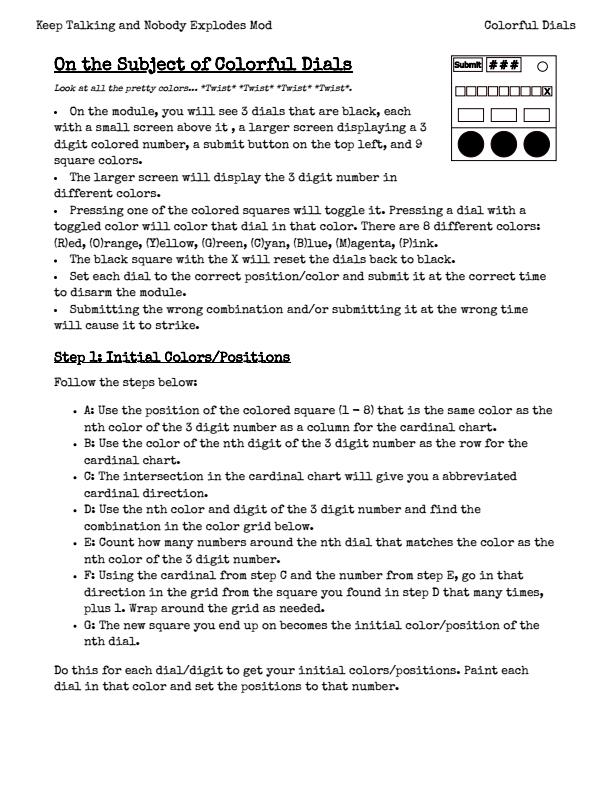 Keep Talking and Nobody Explodes Mod
Colorful Dials
On the Subject of Colorful Dials
Look at all the pretty colors... *Twist* *Twist* *Twist* *Twist*.
Submit
# # #
X
• On the module, you will see 3 dials that are black, each
with a small screen above it , a larger screen displaying a 3
digit colored number, a submit button on the top left, and 9
square colors.
• The larger screen will display the 3 digit number in
different colors.
• Pressing one of the colored squares will toggle it. Pressing a dial with a
toggled color will color that dial in that color. There are 8 different colors:
(R)ed, (O)range, (Y)ellow, (G)reen, (C)yan, (B)lue, (M)agenta, (P)ink.
• The black square with the X will reset the dials back to black.
• Set each dial to the correct position/color and submit it at the correct time
to disarm the module.
• Submitting the wrong combination and/or submitting it at the wrong time
will cause it to strike.
Step 1: Initial Colors/Positions
Follow the steps below:
• A: Use the position of the colored square (1 - 8) that is the same color as the
nth color of the 3 digit number as a column for the cardinal chart.
• B: Use the color of the nth digit of the 3 digit number as the row for the
cardinal chart.
• C: The intersection in the cardinal chart will give you a abbreviated
cardinal direction.
• D: Use the nth color and digit of the 3 digit number and find the
combination in the color grid below.
• E: Count how many numbers around the nth dial that matches the color as the
nth color of the 3 digit number.
• F: Using the cardinal from step C and the number from step E, go in that
direction in the grid from the square you found in step D that many times,
plus 1. Wrap around the grid as needed.
• G: The new square you end up on becomes the initial color/position of the
nth dial.
Do this for each dial/digit to get your initial colors/positions. Paint each
dial in that color and set the positions to that number.